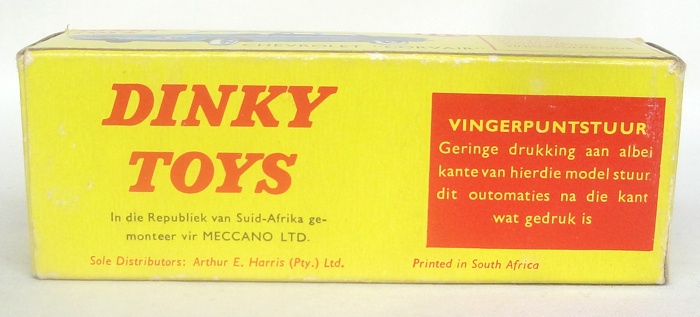 CHEVROLET CORVAIR
DINKY
TOYS
In die Republiek van Suid-Afrika ge-
monteer vir MECCANO LTD.
Sole Distributors: Arthur E. Harris (Pty.) Ltd.
VINGERPUNTSTUUR
Geringe drukking aan albei
kante van hierdie model stuur
dit outomaties na die kant
wat gedruk is
Printed in South Africa